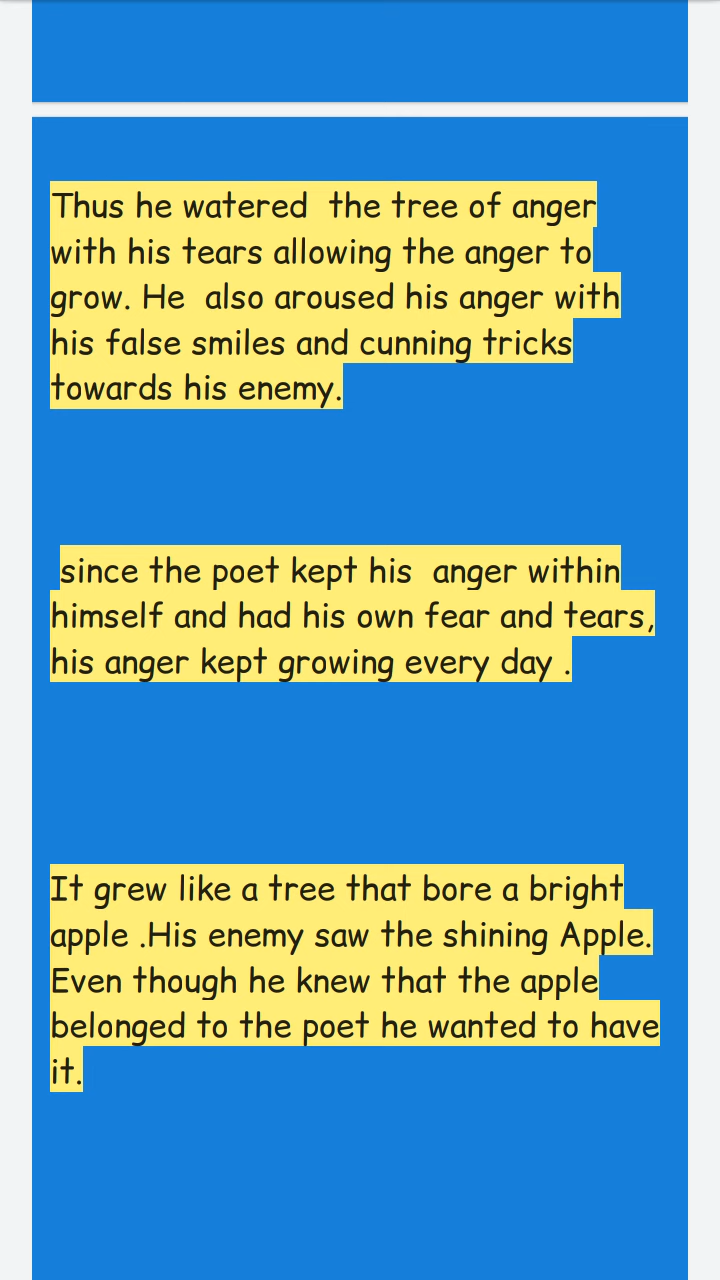 Thus he watered  the tree of anger
with his tears allowing the anger to
grow. He  also aroused his anger with
his false smiles and cunning tricks
towards his enemy.
since the poet kept his  anger within
himself and had his own fear and tears,
his anger kept growing every day .
It grew like a tree that bore a bright
apple .His enemy saw the shining Apple.
Even though he knew that the apple
belonged to the poet he wanted to have
it.